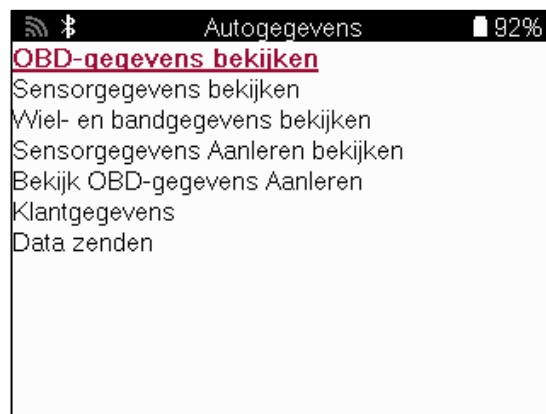 Autogegevens 92%
OBD-gegevens bekijken
Sensorgegevens bekijken
Wiel- en bandgegevens bekijken
Sensorgegevens Aanleren bekijken
Bekijk OBD-gegevens Aanleren
Klantgegevens
Data zenden